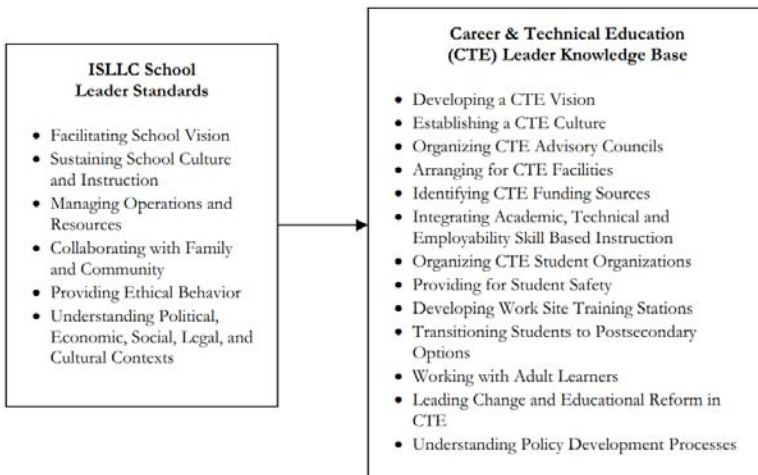 ISLLC School
Leader Standards
• Facilitating School Vision
• Sustaining School Culture
and Instruction
• Managing Operations and
Resources
• Collaborating with Family
and Community
• Providing Ethical Behavior
• Understanding Political,
Economic, Social, Legal, and
Cultural Contexts
Career & Technical Education
(CTE) Leader Knowledge Base
• Developing a CTE Vision
• Establishing a CTE Culture
• Organizing CTE Advisory Councils
• Arranging for CTE Facilities
• Identifying CTE Funding Sources
• Integrating Academic, Technical and
Employability Skill Based Instruction
• Organizing CTE Student Organizations
• Providing for Student Safety
• Developing Work Site Training Stations
• Transitioning Students to Postsecondary
Options
• Working with Adult Learners
• Leading Change and Educational Reform in
CTE
• Understanding Policy Development Processes